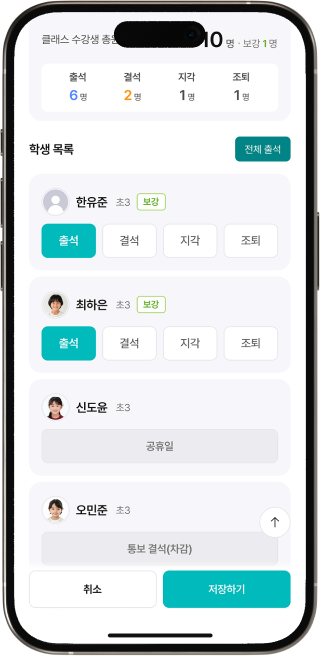 클래스 수강생 총원 10 명 · 보강 1명
출석 결석 지각 조퇴
6명 2명 1명 1명
학생 목록 전체 출석
한유준 초3 보강
출석 결석 지각 조퇴
최하은 초3 보강
출석 결석 지각 조퇴
신도윤 초3
공휴일
오민준 초3
통보 결석(차감)
취소 저장하기